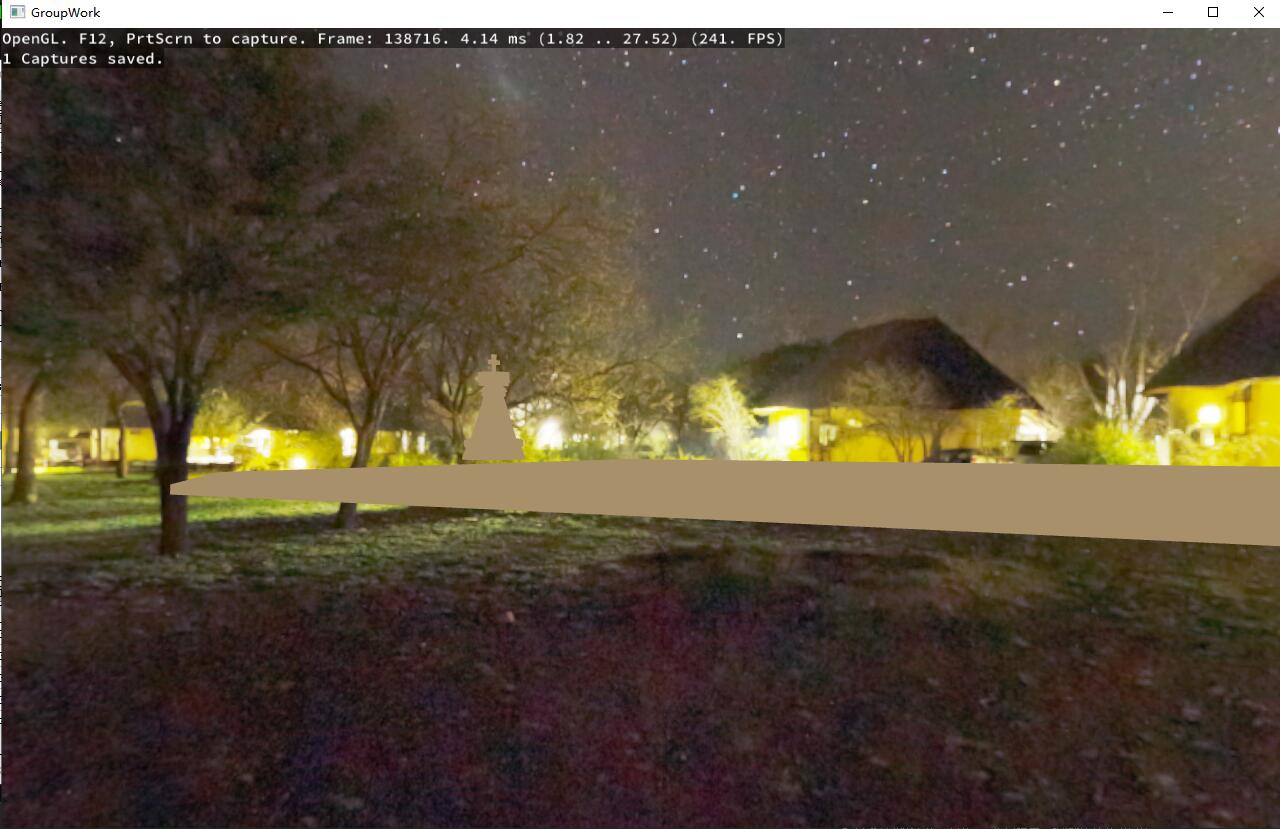 GroupWork
OpenGL. F12, PrtScrn to capture. Frame: 138716. 4.14 ms (1.82 .. 27.52) (241. FPS)
1 Captures saved.